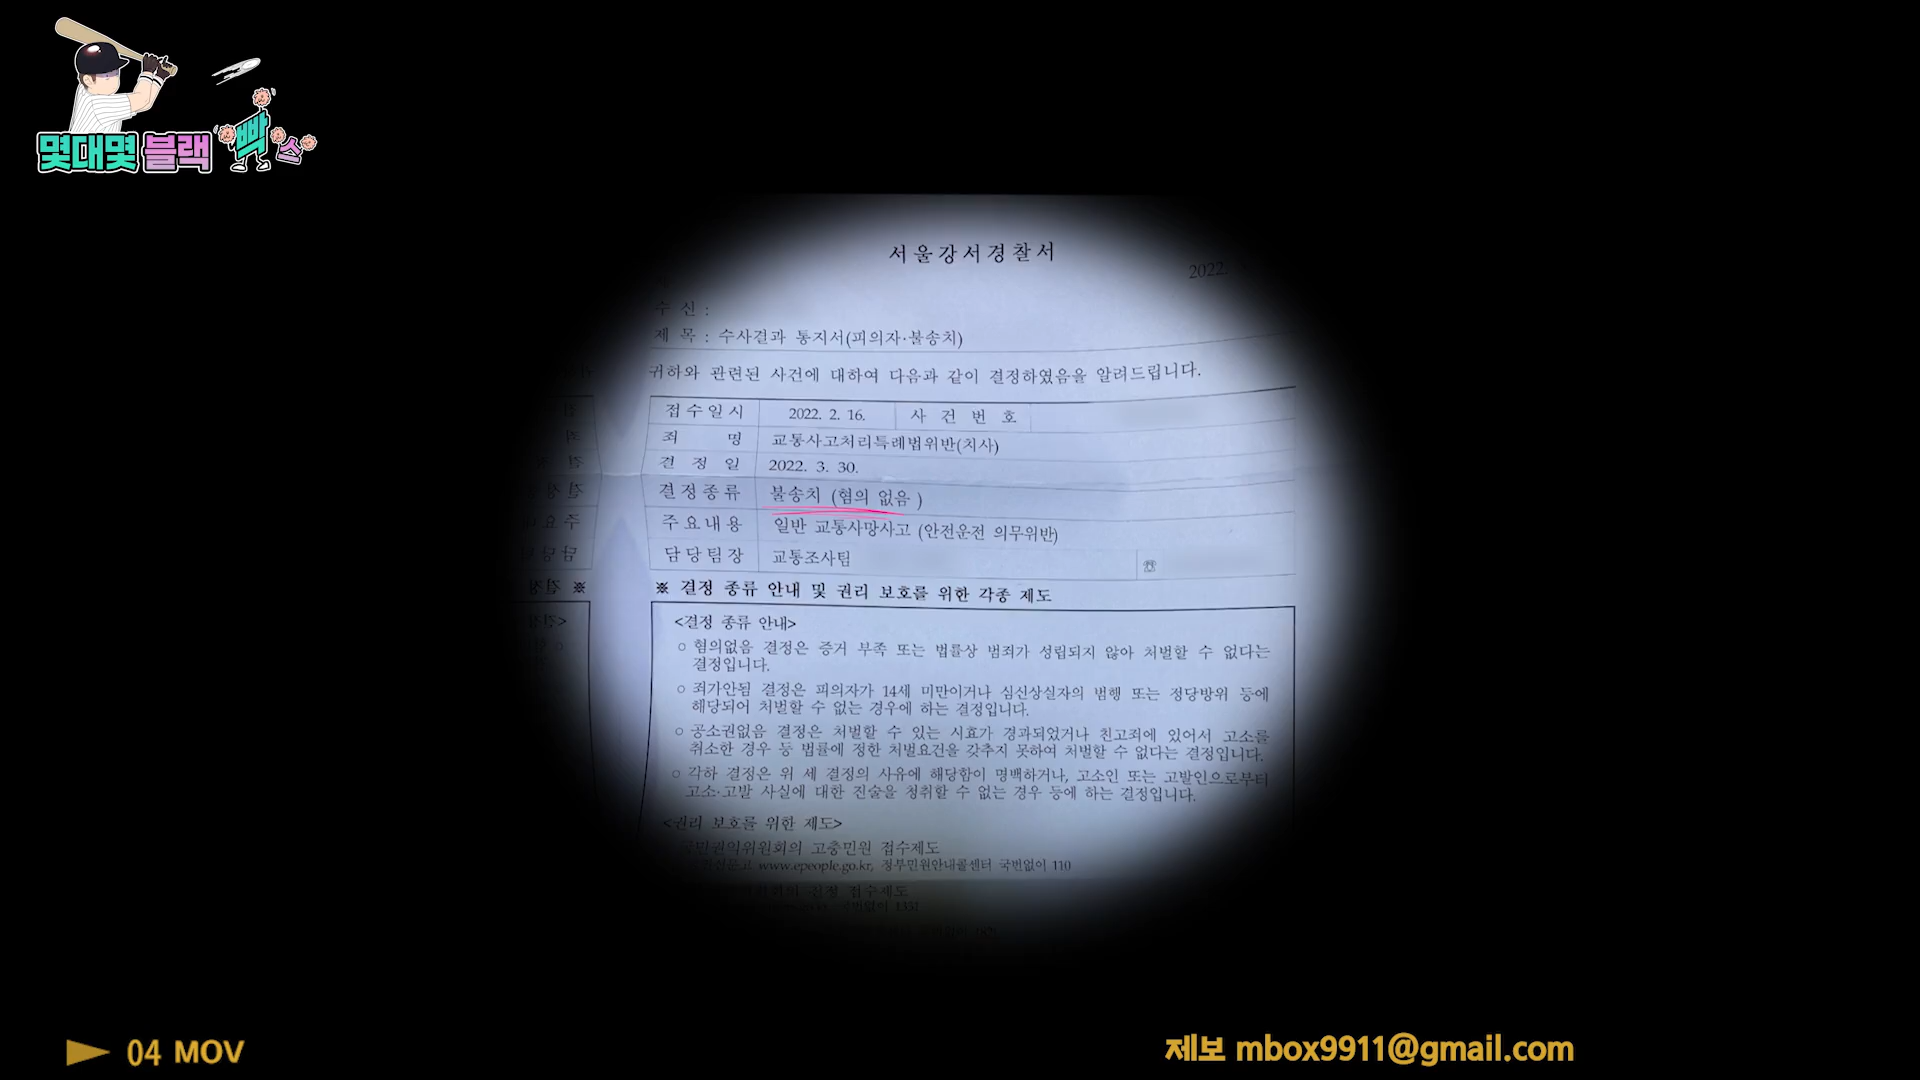 몇대몇 블랙빡스
서울강서경찰서
2022.
수 신 :
제 목 : 수사결과 통지서(피의자·불송치)
귀하와 관련된 사건에 대하여 다음과 같이 결정하였음을 알려드립니다.
접수일시 2022. 2. 16. 사 건 번 호
죄 명 교통사고처리특례법위반(치사)
결 정 일 2022. 3. 30.
결정종류 불송치 (혐의 없음 )
주요내용 일반 교통사망사고 (안전운전 의무위반)
담당팀장 교통조사팀 ☏
※ 결정 종류 안내 및 권리 보호를 위한 각종 제도
<결정 종류 안내>
○ 혐의없음 결정은 증거 부족 또는 법률상 범죄가 성립되지 않아 처벌할 수 없다는
결정입니다.
○ 죄가안됨 결정은 피의자가 14세 미만이거나 심신상실자의 범행 또는 정당방위 등에
해당되어 처벌할 수 없는 경우에 하는 결정입니다.
○ 공소권없음 결정은 처벌할 수 있는 시효가 경과되었거나 친고죄에 있어서 고소를
취소한 경우 등 법률에 정한 처벌요건을 갖추지 못하여 처벌할 수 없다는 결정입니다.
○ 각하 결정은 위 세 결정의 사유에 해당함이 명백하거나, 고소인 또는 고발인으로부터
고소·고발 사실에 대한 진술을 청취할 수 없는 경우 등에 하는 결정입니다.
<권리 보호를 위한 제도>
국민권익위원회의 고충민원 접수제도
www.epeople.go.kr, 정부민원안내콜센터 국번없이 110
진정 접수제도
국번없이 1331
04 MOV
제보 mbox9911@gmail.com